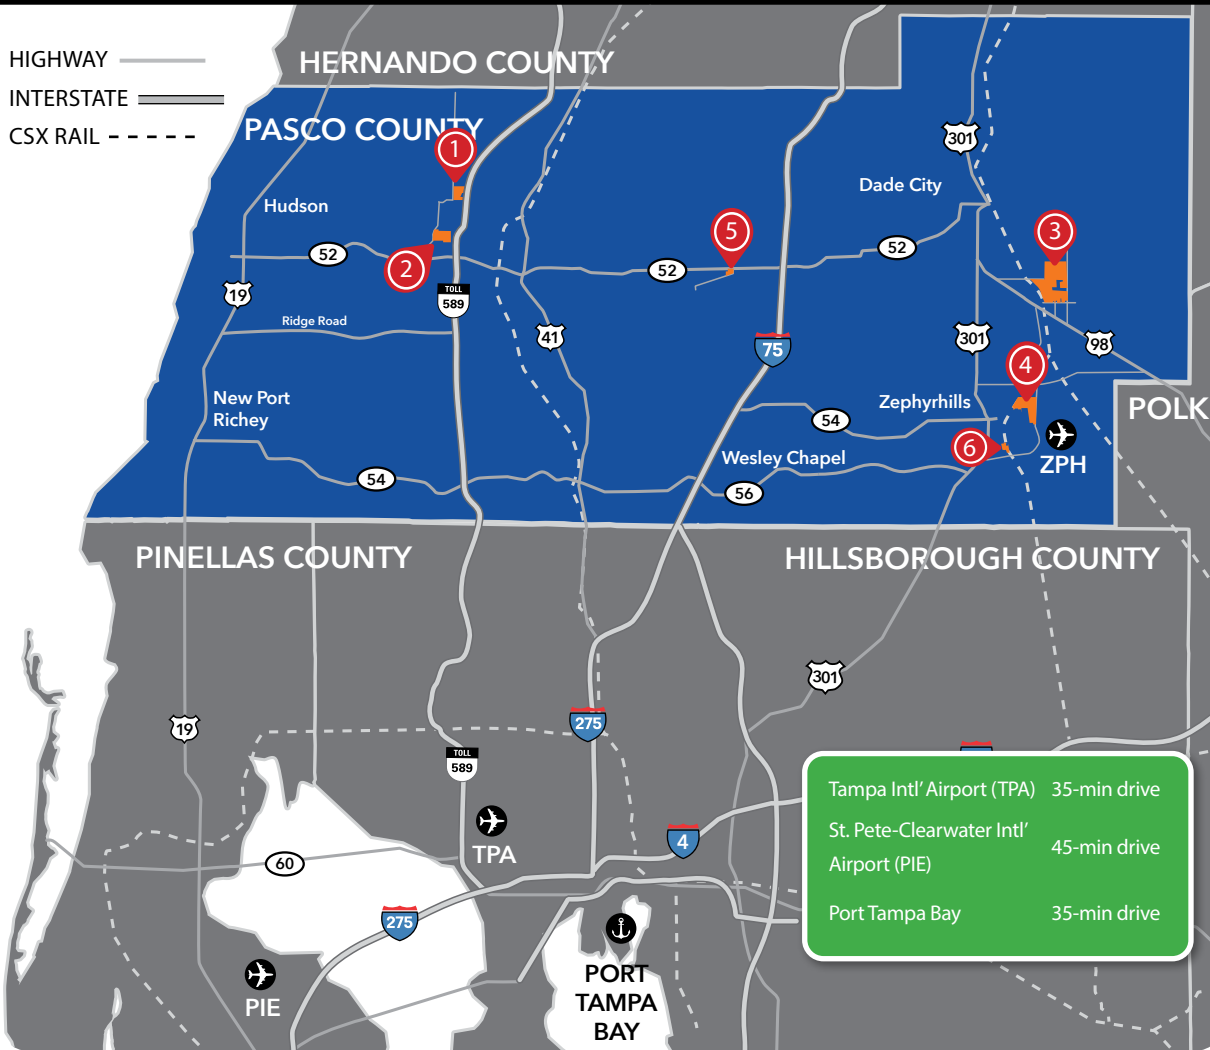 HIGHWAY
INTERSTATE
CSX RAIL
HERNANDO COUNTY
PASCO COUNTY
1
301
Dade City
Hudson
52
2
5
52
52
3
19
TOLL
589
Ridge Road
41
75
301
98
4
New Port
Richey
Zephyrhills
POLK
54
6
ZPH
Wesley Chapel
54
56
PINELLAS COUNTY
HILLSBOROUGH COUNTY
301
19
275
TOLL
589
TPA
4
60
275
PIE
PORT
TAMPA
BAY
Tampa Intl’ Airport (TPA) 35-min drive
St. Pete-Clearwater Intl’
Airport (PIE) 45-min drive
Port Tampa Bay 35-min drive